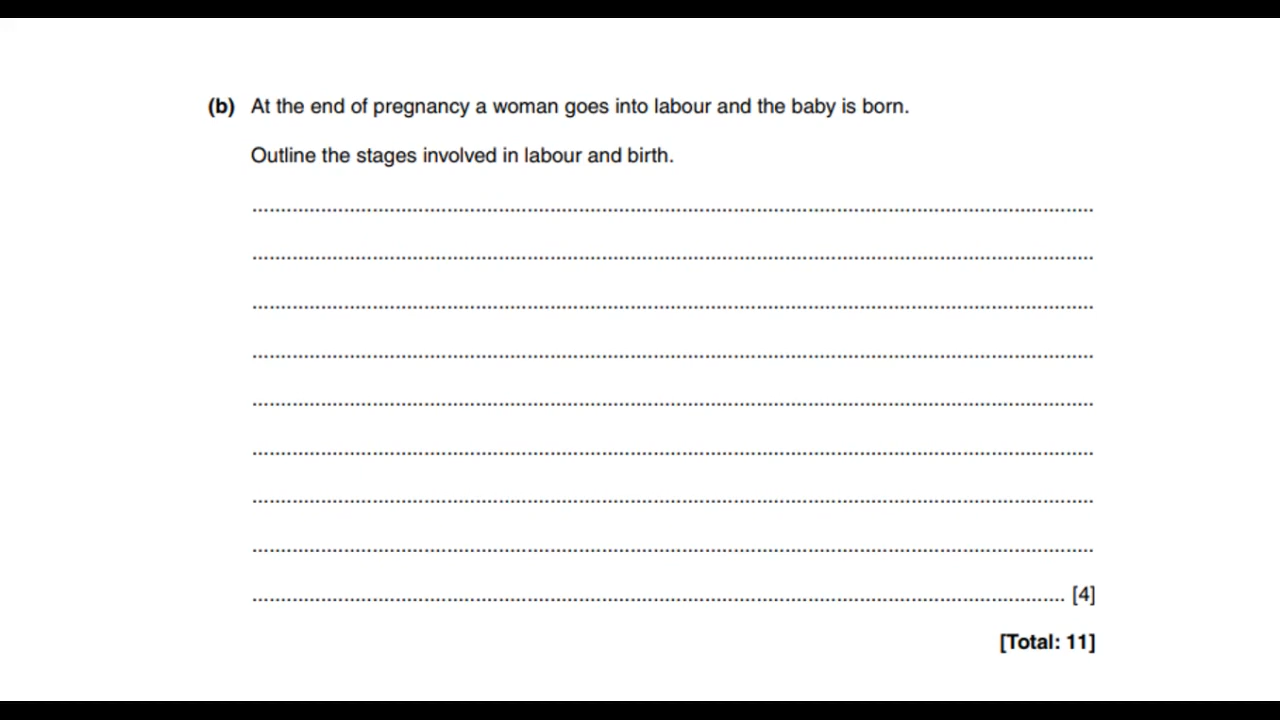 (b) At the end of pregnancy a woman goes into labour and the baby is born.
Outline the stages involved in labour and birth.
[4]
[Total: 11]